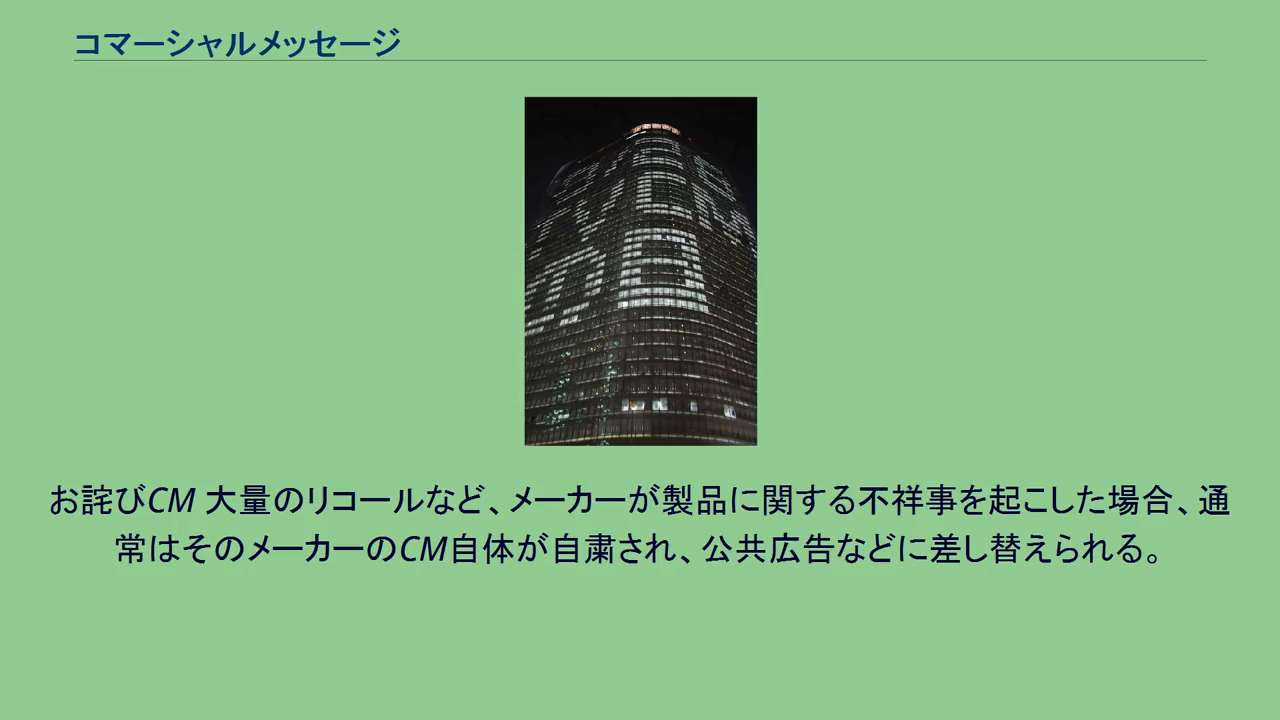 コマーシャルメッセージ
お詫びCM 大量のリコールなど、メーカーが製品に関する不祥事を起こした場合、通
常はそのメーカーのCM自体が自粛され、公共広告などに差し替えられる。